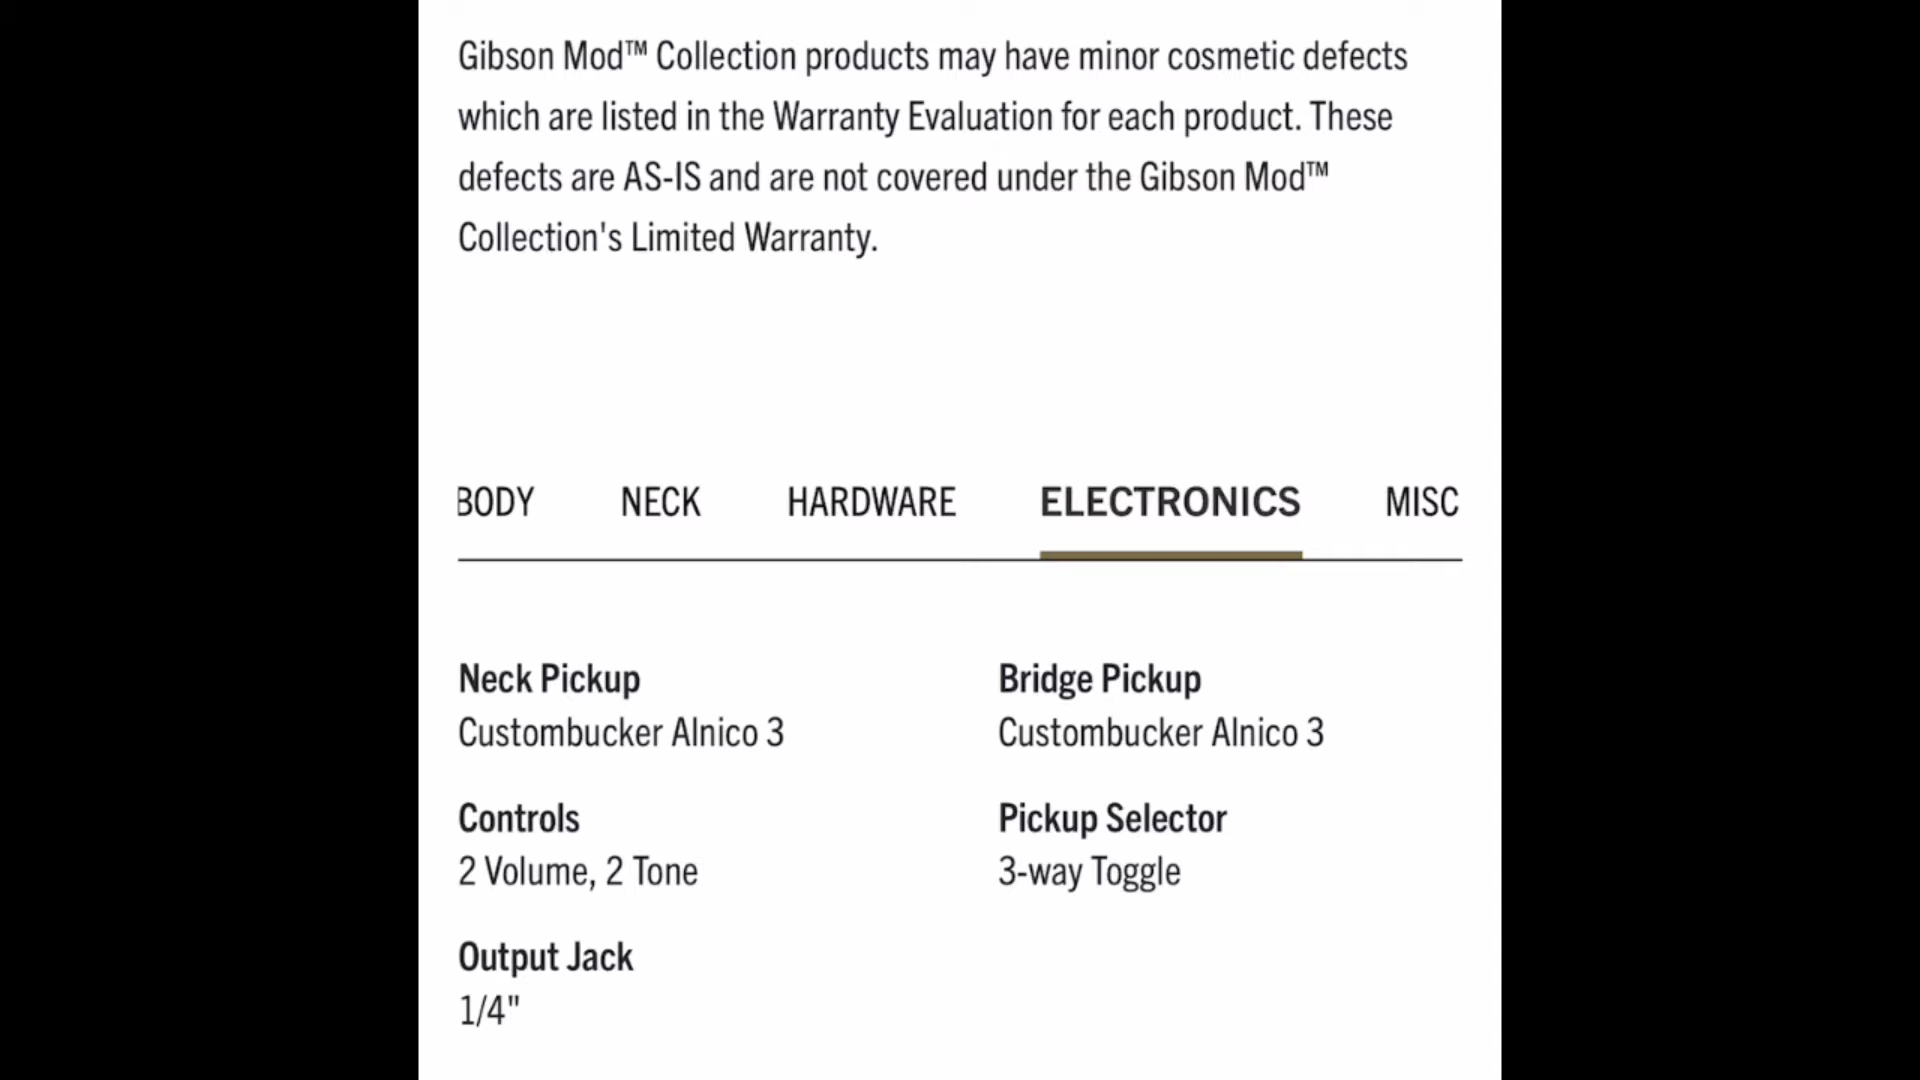 Gibson Mod™ Collection products may have minor cosmetic defects
which are listed in the Warranty Evaluation for each product. These
defects are AS-IS and are not covered under the Gibson Mod™
Collection's Limited Warranty.
BODY NECK HARDWARE ELECTRONICS MISC
Neck Pickup
Custombucker Alnico 3
Bridge Pickup
Custombucker Alnico 3
Controls
2 Volume, 2 Tone
Pickup Selector
3-way Toggle
Output Jack
1/4"